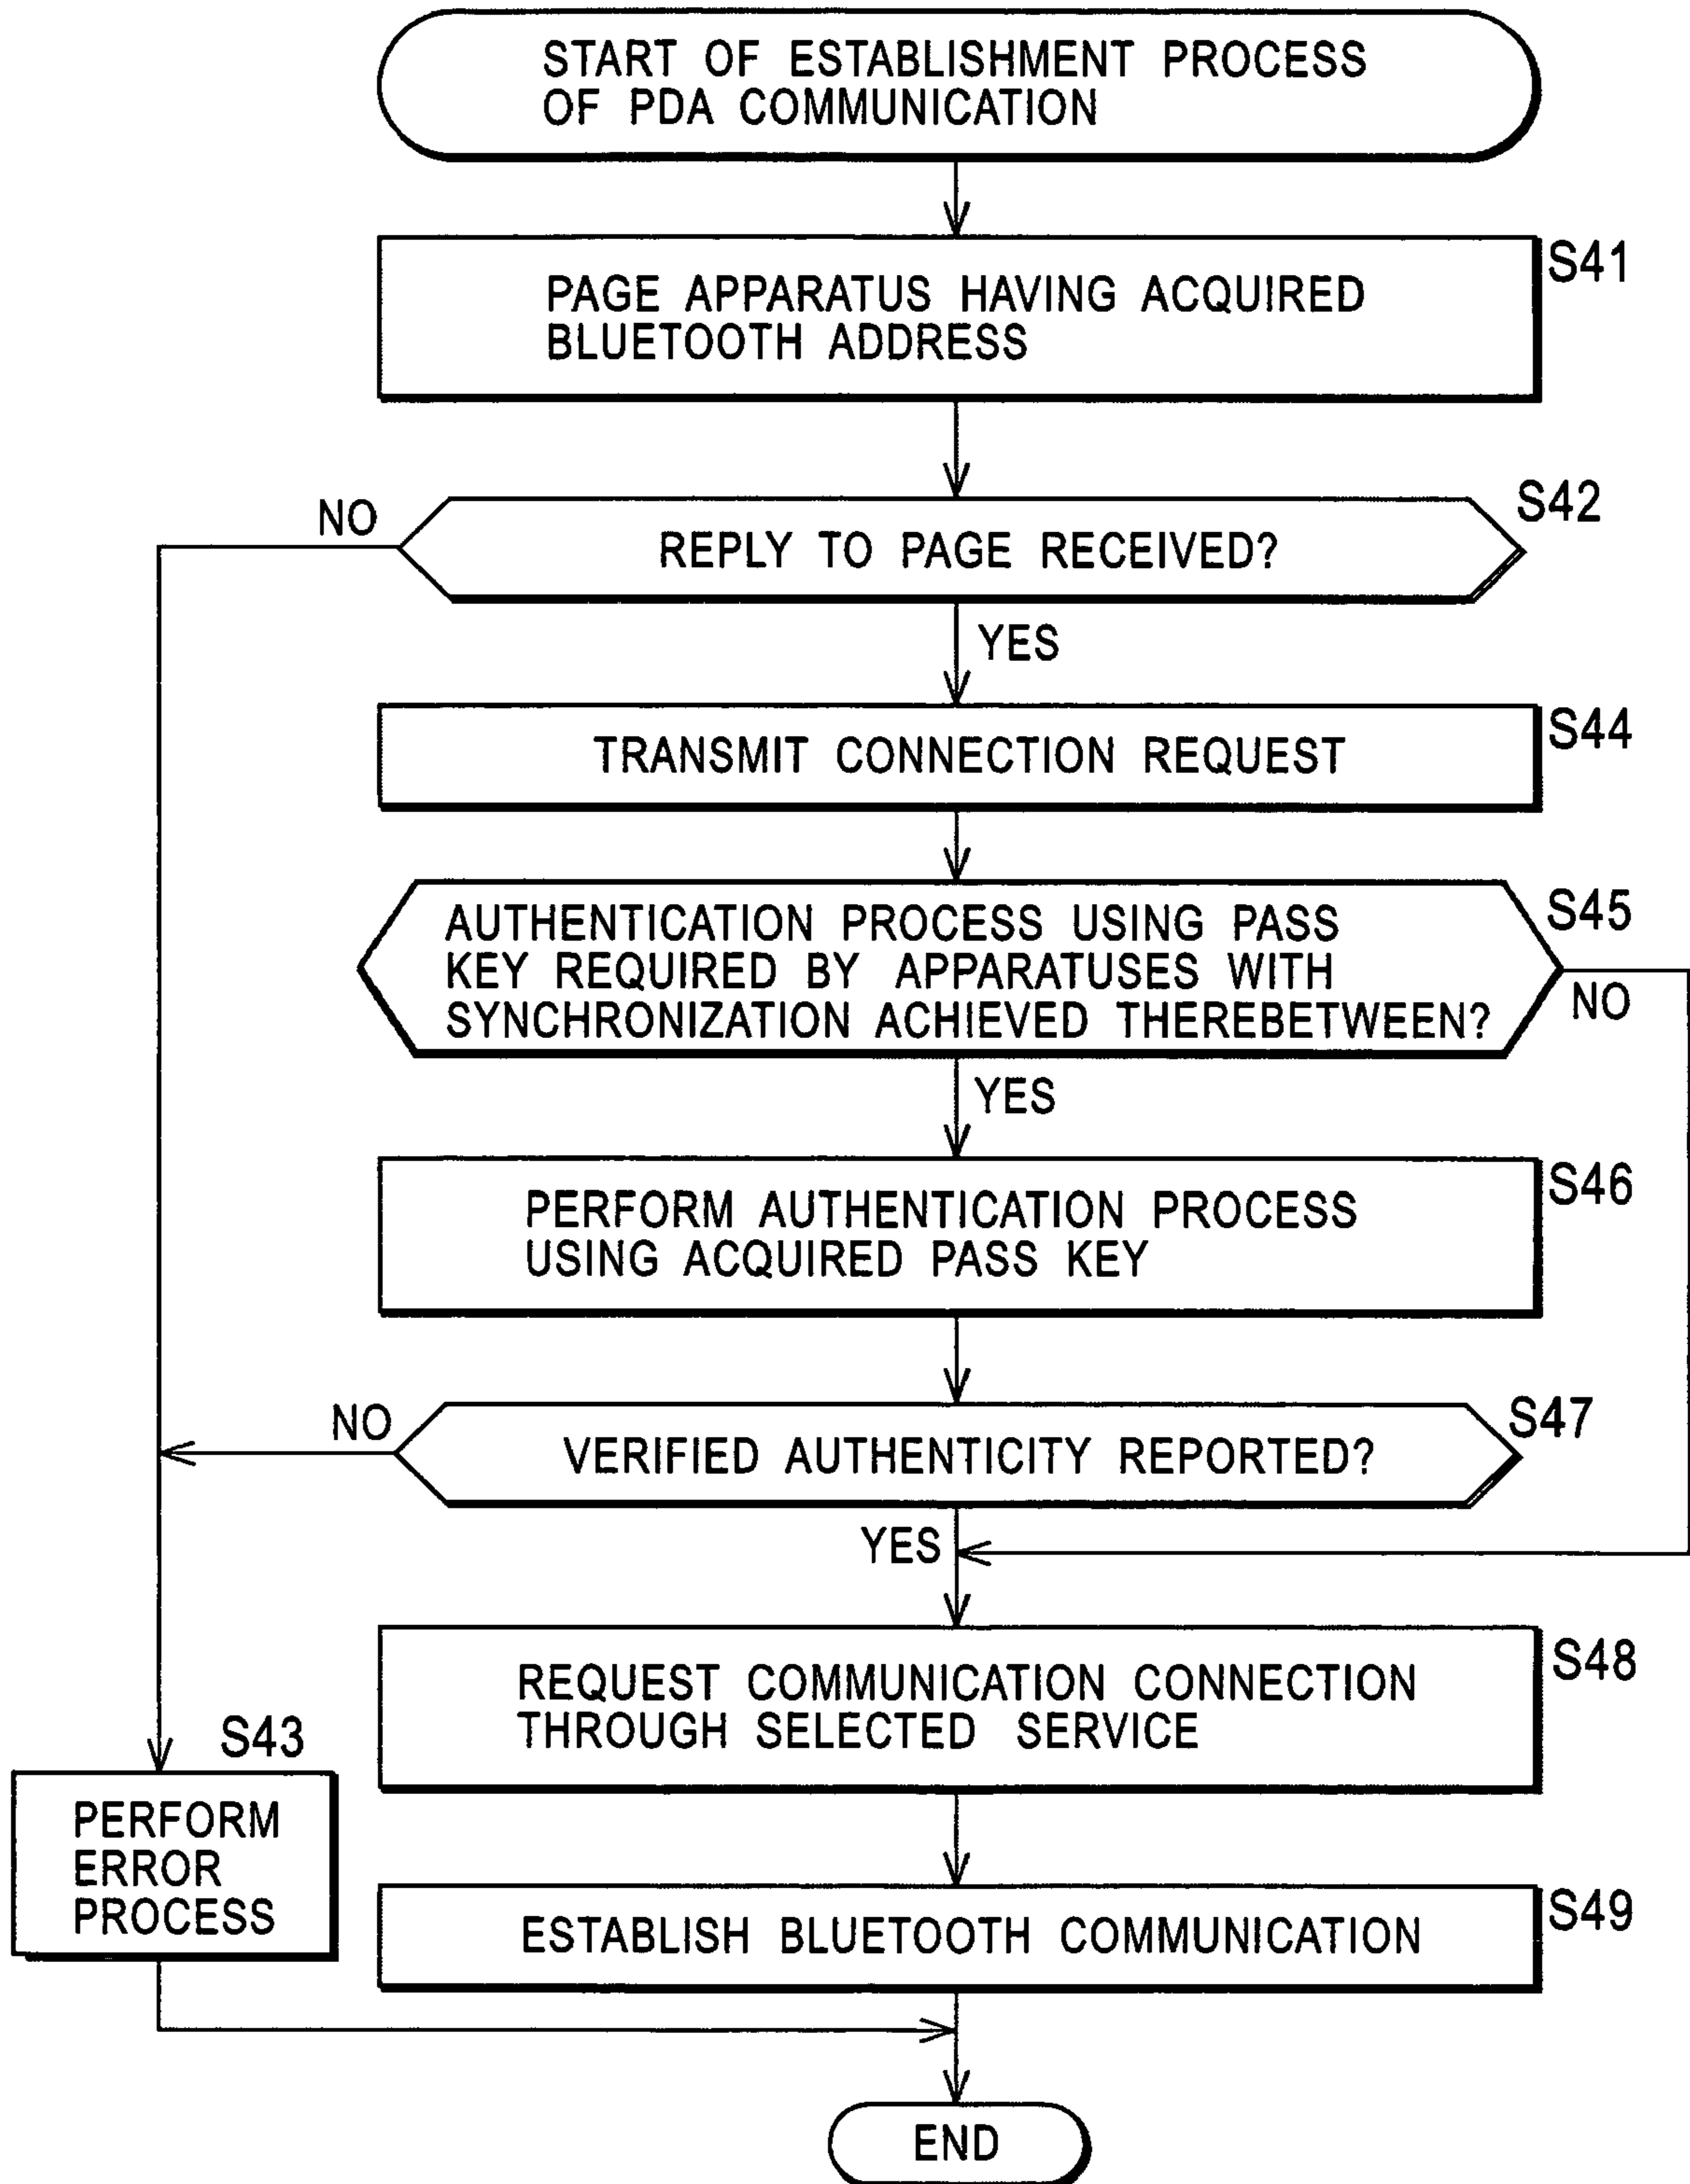 START OF ESTABLISHMENT PROCESS
OF PDA COMMUNICATION
S41
PAGE APPARATUS HAVING ACQUIRED
BLUETOOTH ADDRESS
S42
NO
REPLY TO PAGE RECEIVED?
YES
S44
TRANSMIT CONNECTION REQUEST
S45
AUTHENTICATION PROCESS USING PASS
KEY REQUIRED BY APPARATUSES WITH
SYNCHRONIZATION ACHIEVED THEREBETWEEN?
NO
YES
S46
PERFORM AUTHENTICATION PROCESS
USING ACQUIRED PASS KEY
S47
NO
VERIFIED AUTHENTICITY REPORTED?
YES
S48
REQUEST COMMUNICATION CONNECTION
THROUGH SELECTED SERVICE
S43
PERFORM
ERROR
PROCESS
S49
ESTABLISH BLUETOOTH COMMUNICATION
END